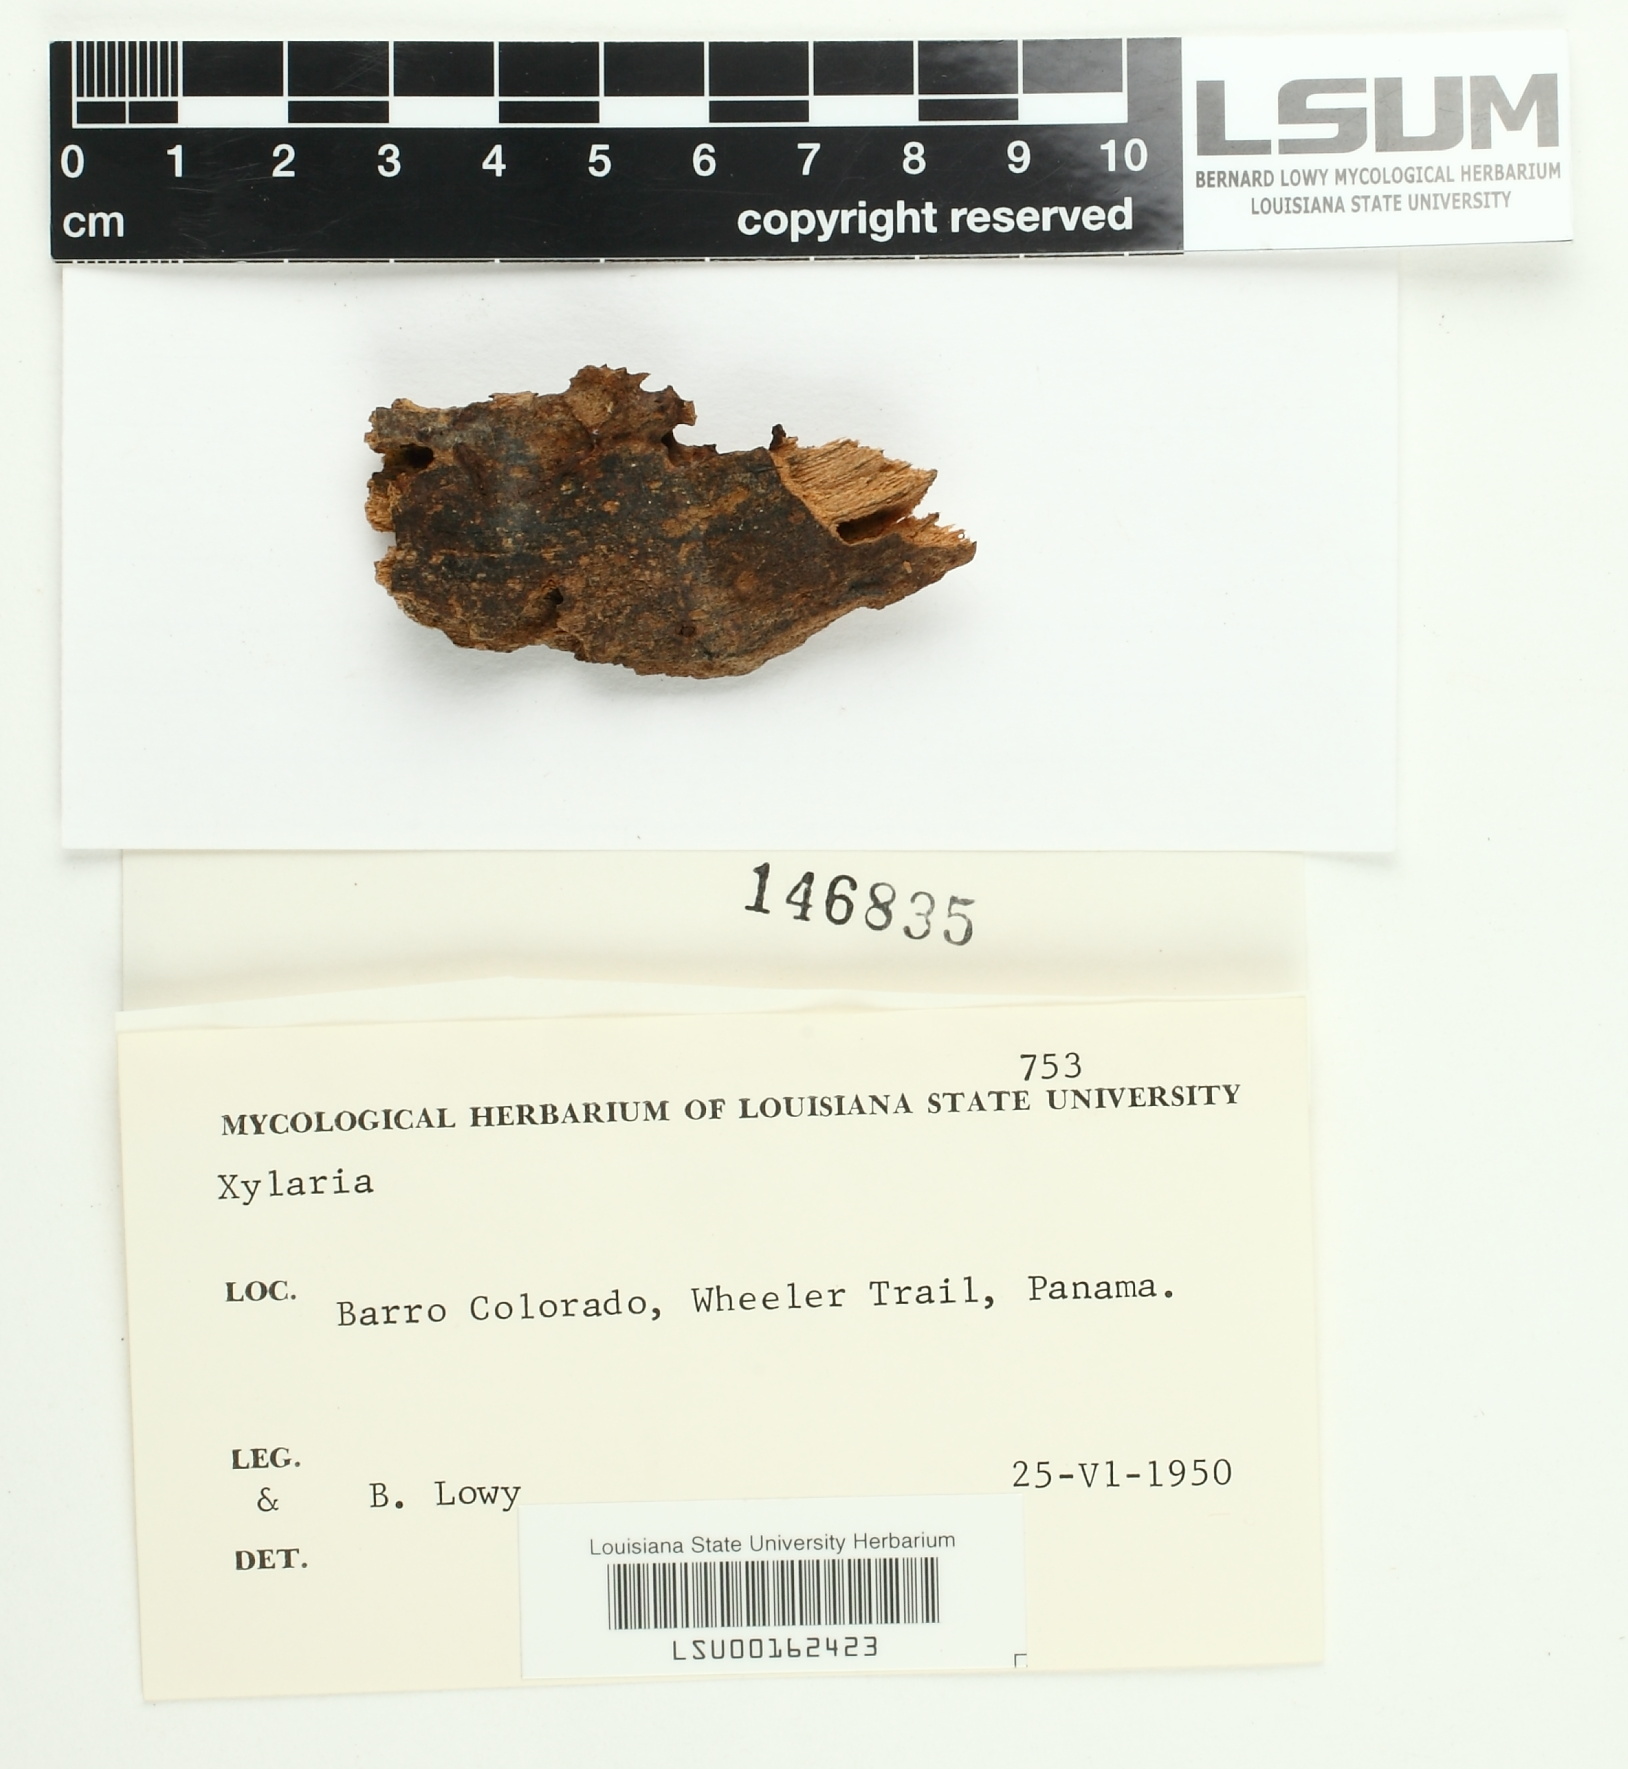 0 1 2 3 4 5 6 7 8 9 10
cm copyright reserved
LSUM
BERNARD LOWY MYCOLOGICAL HERBARIUM
LOUISIANA STATE UNIVERSITY
146835
753
MYCOLOGICAL HERBARIUM OF LOUISIANA STATE UNIVERSITY
Xylaria
LOC. Barro Colorado, Wheeler Trail, Panama.
LEG.
& B. Lowy 25-V1-1950
DET.
Louisiana State University Herbarium
LSU00162423